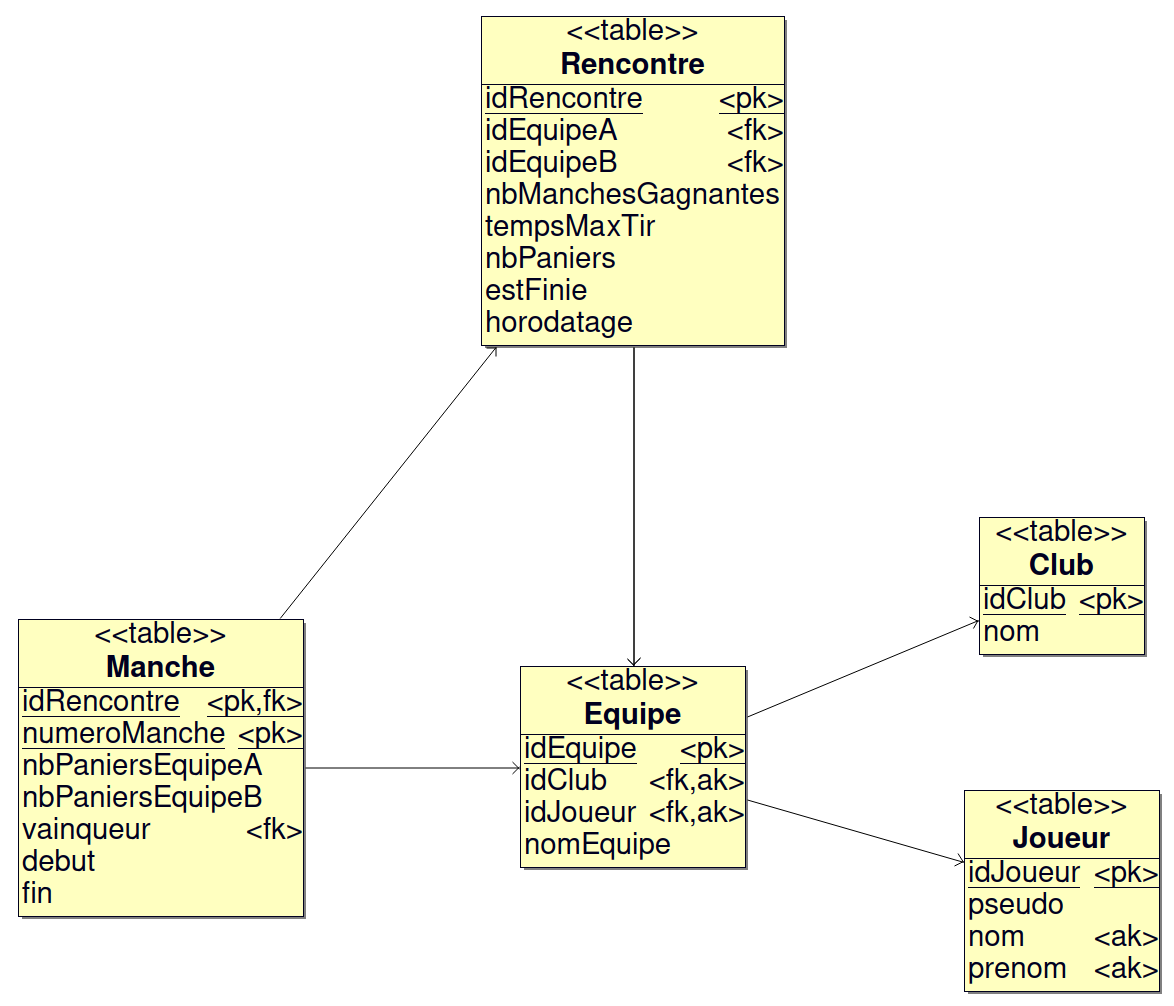 <<table>>
Rencontre
idRencontre <pk>
idEquipeA <fk>
idEquipeB <fk>
nbManchesGagnantes
tempsMaxTir
nbPaniers
estFinie
horodatage
<<table>>
Manche
idRencontre <pk,fk>
numeroManche <pk>
nbPaniersEquipeA
nbPaniersEquipeB
vainqueur <fk>
debut
fin
<<table>>
Equipe
idEquipe <pk>
idClub <fk,ak>
idJoueur <fk,ak>
nomEquipe
<<table>>
Club
idClub <pk>
nom
<<table>>
Joueur
idJoueur <pk>
pseudo
nom <ak>
prenom <ak>